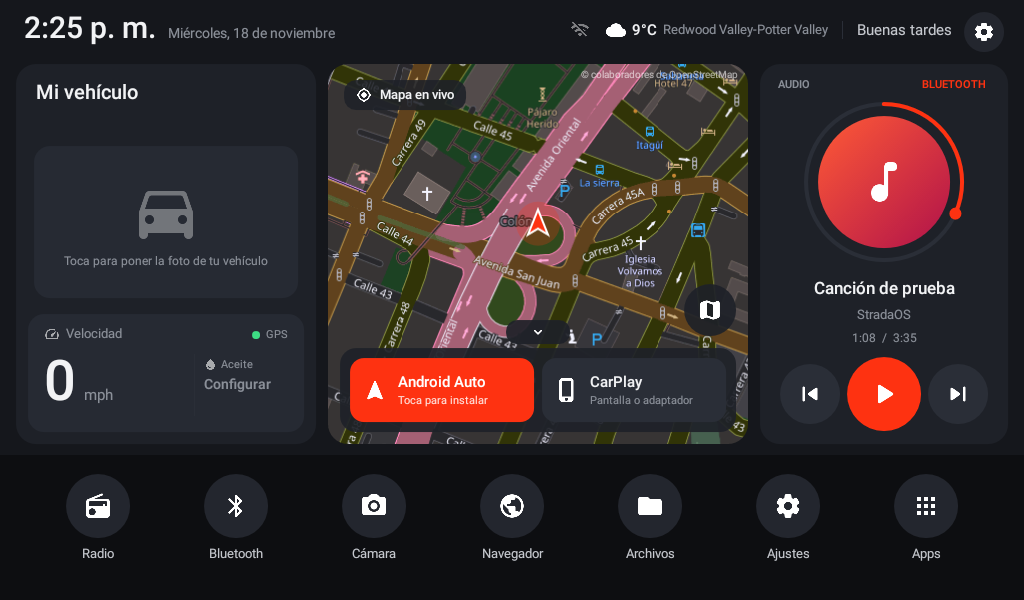 2:25 p. m.
Miércoles, 18 de noviembre
9°C
Redwood Valley-Potter Valley
Buenas tardes
Mi vehículo
Toca para poner la foto de tu vehículo
Velocidad
GPS
0 mph
Aceite
Configurar
© colaboradores de OpenStreetMap
Mapa en vivo
Hotel 47
Pájaro
Herido
Calle 45
Carrera 49
Avenida Oriental
Itagüí
La sierra
P
Carrera 45A
Calle 44
Carrera 45
Iglesia
Volvamos
a Dios
Avenida San Juan
Calle 43
Carrera 48
P
Android Auto
Toca para instalar
CarPlay
Pantalla o adaptador
AUDIO
BLUETOOTH
Canción de prueba
StradaOS
1:08 / 3:35
Radio
Bluetooth
Cámara
Navegador
Archivos
Ajustes
Apps